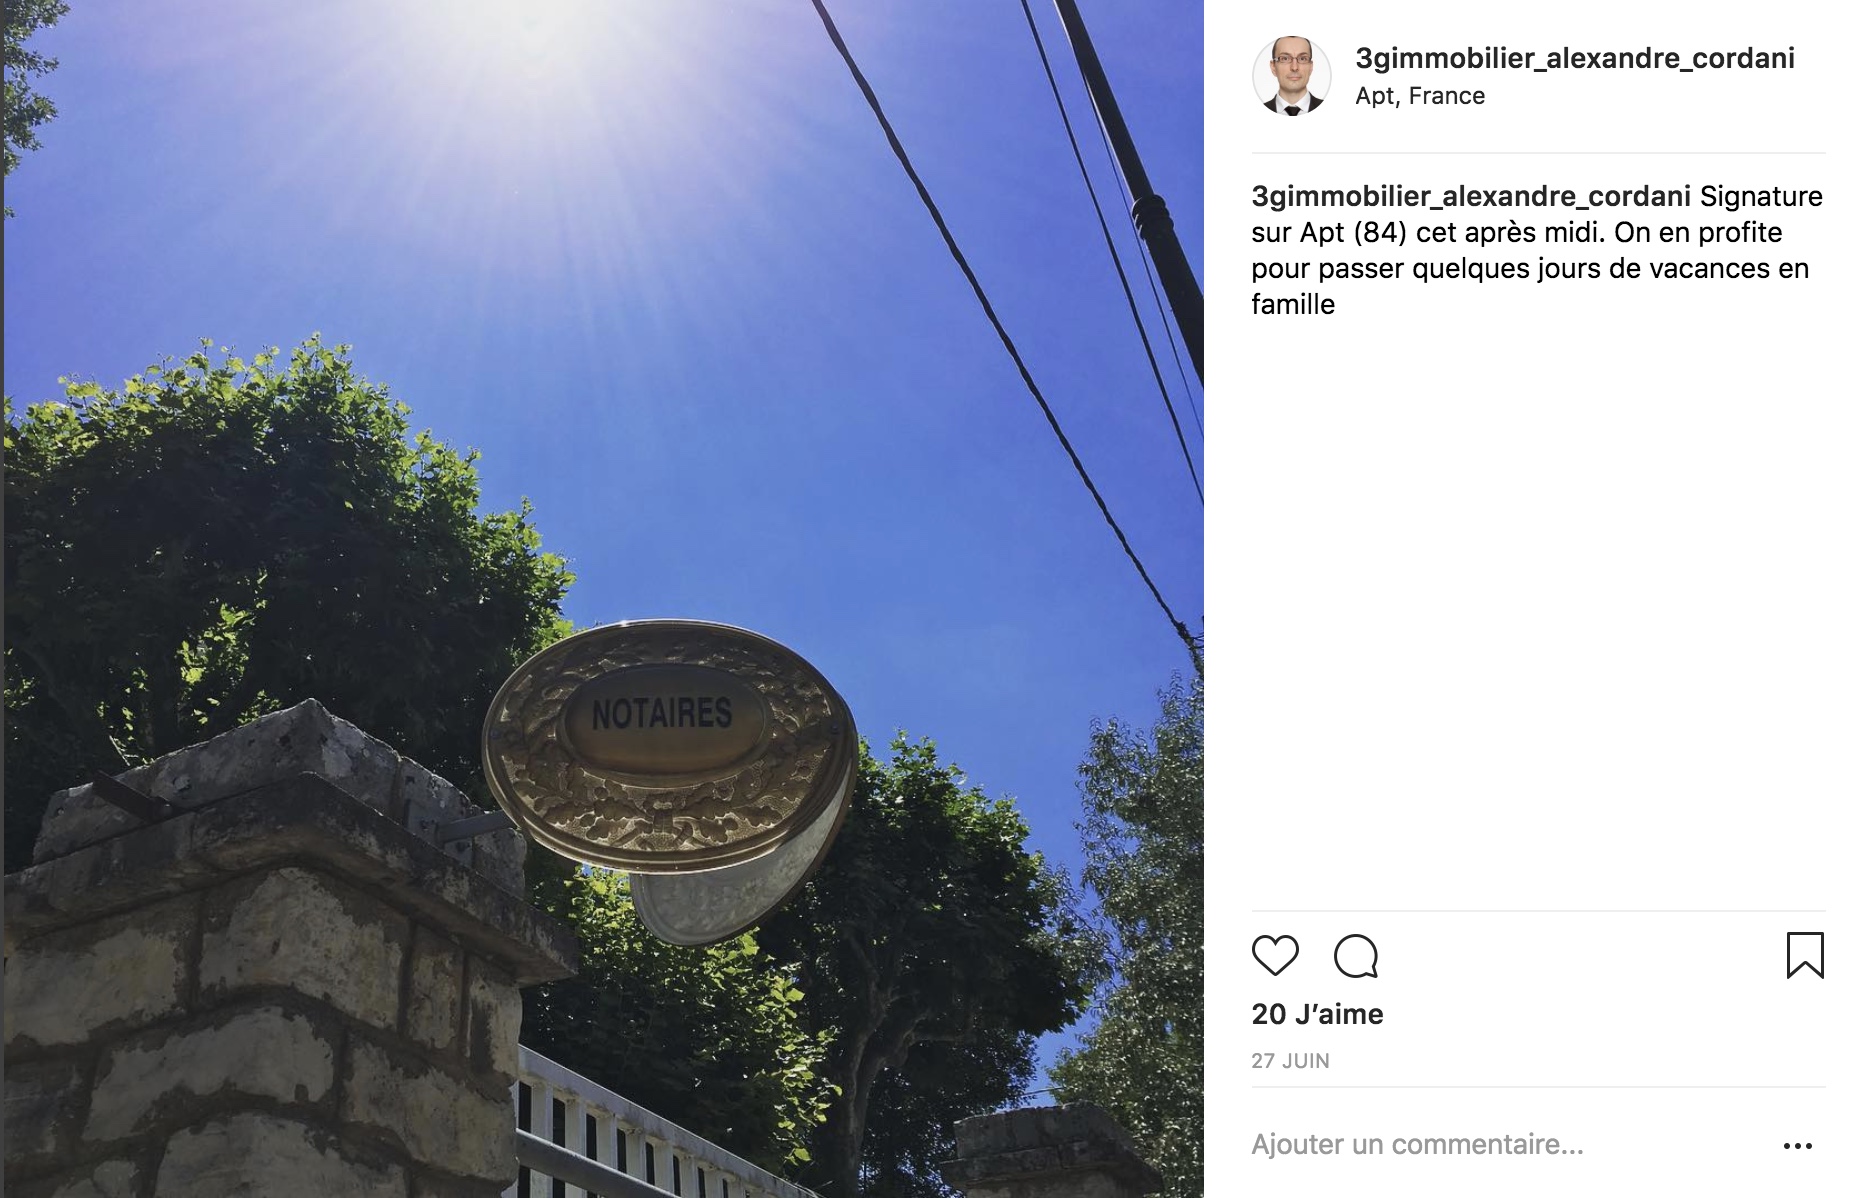 NOTAIRES
3gimmobilier_alexandre_cordani
Apt, France
3gimmobilier_alexandre_cordani Signature
sur Apt (84) cet après midi. On en profite
pour passer quelques jours de vacances en
famille
20 J’aime
27 JUIN
Ajouter un commentaire...